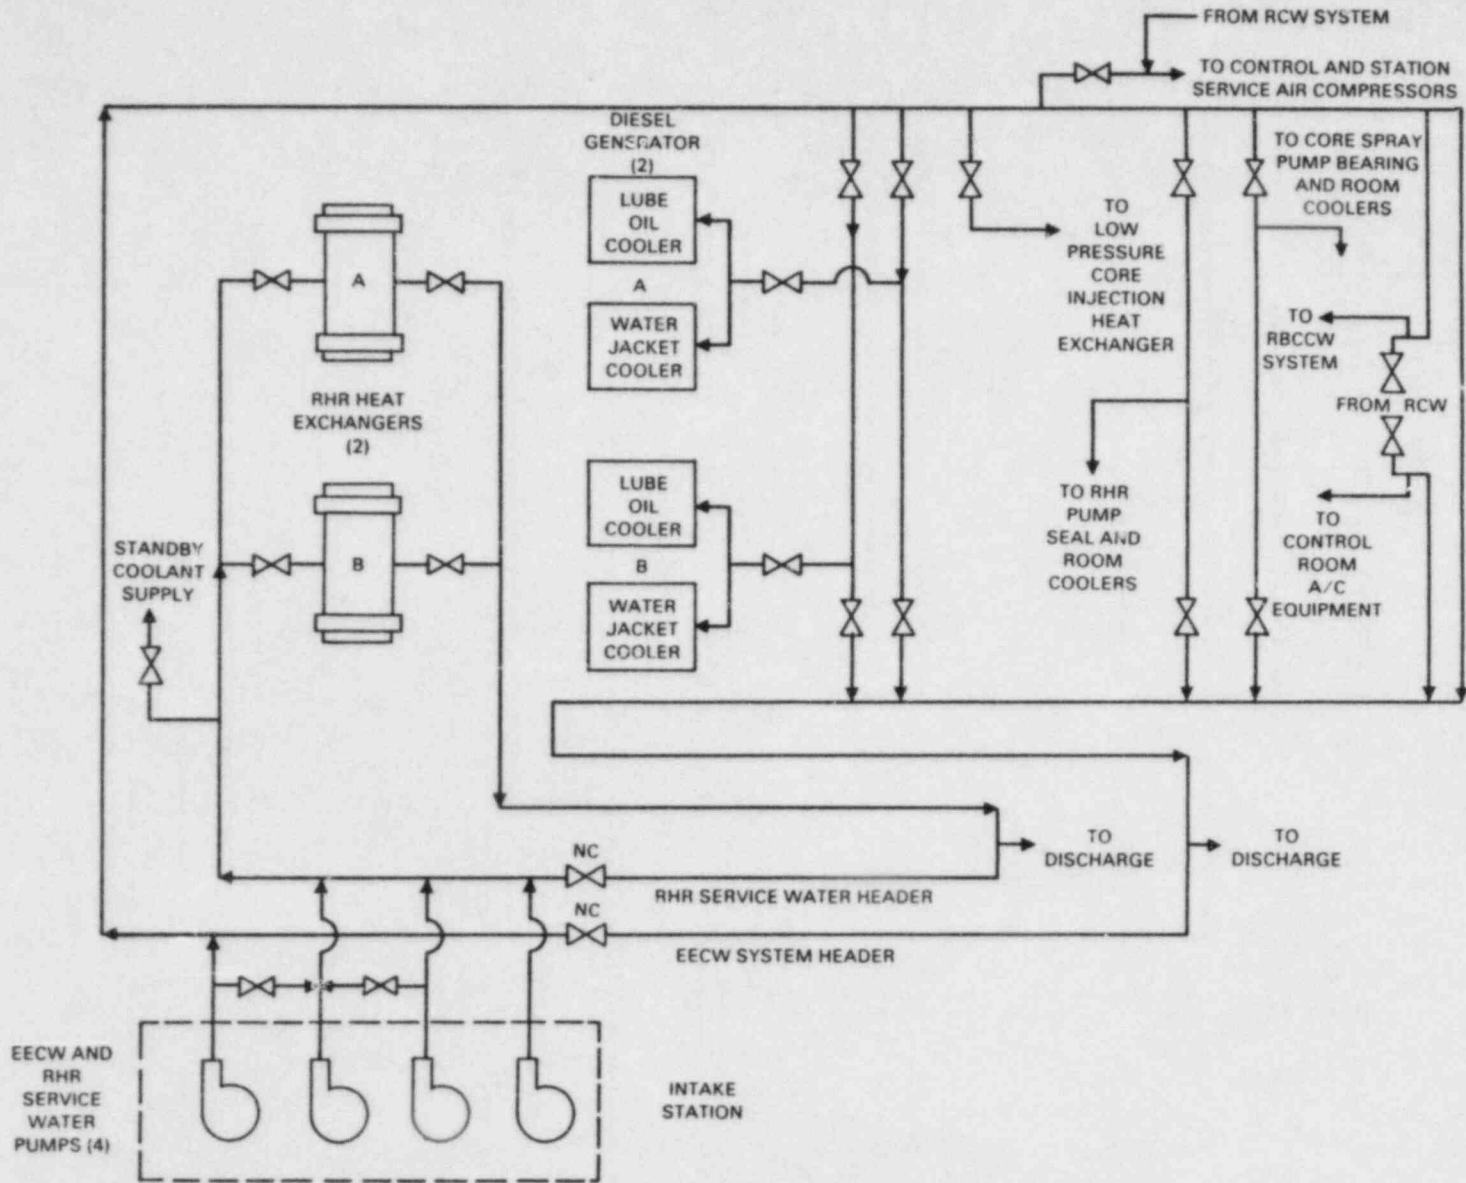 FROM RCW SYSTEM
TO CONTROL AND STATION
SERVICE AIR COMPRESSORS
DIESEL
GENERATOR
(2)
LUBE
OIL
COOLER
A
WATER
JACKET
COOLER
LUBE
OIL
COOLER
B
WATER
JACKET
COOLER
A
RHR HEAT
EXCHANGERS
(2)
B
STANDBY
COOLANT
SUPPLY
TO
LOW
PRESSURE
CORE
INJECTION
HEAT
EXCHANGER
TO RHR
PUMP
SEAL AND
ROOM
COOLERS
TO CORE SPRAY
PUMP BEARING
AND ROOM
COOLERS
TO
RBCCW
SYSTEM
FROM RCW
TO
CONTROL
ROOM
A/C
EQUIPMENT
TO
DISCHARGE
TO
DISCHARGE
NC
RHR SERVICE WATER HEADER
NC
EECW SYSTEM HEADER
EECW AND
RHR
SERVICE
WATER
PUMPS (4)
INTAKE
STATION